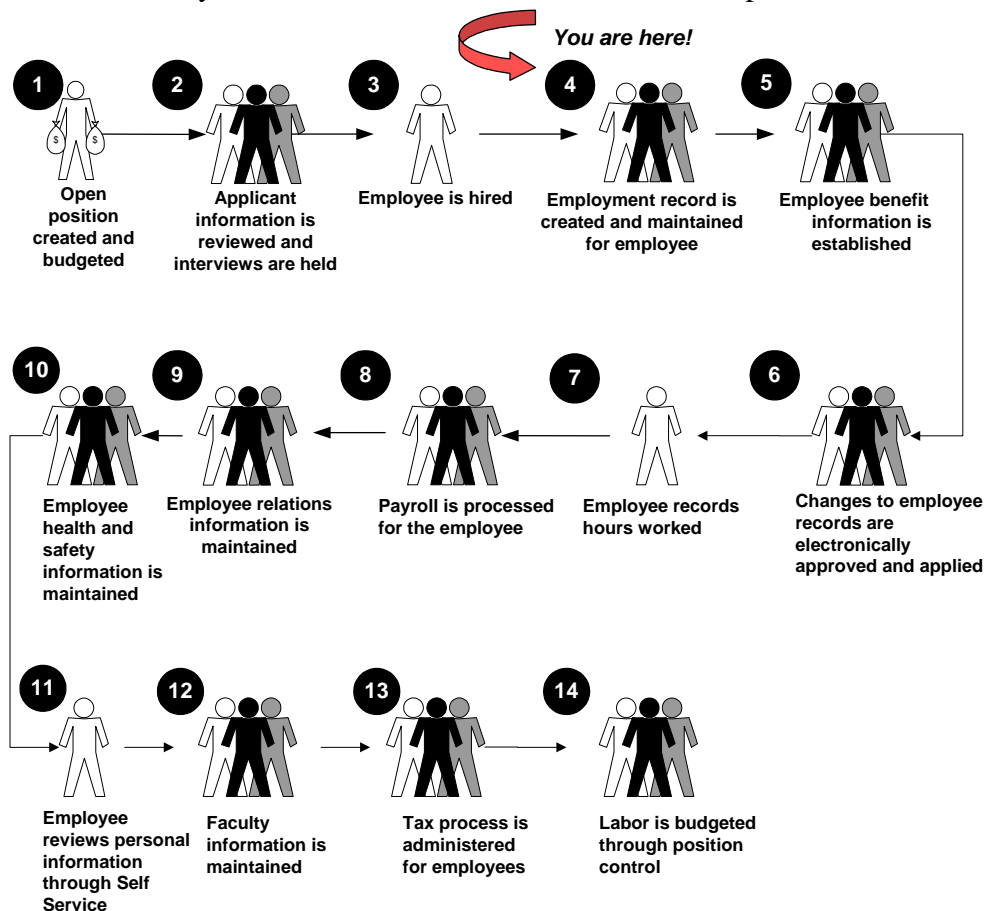 You are here!
1
$ $
Open
position
created and
budgeted
2
Applicant
information is
reviewed and
interviews are held
3
Employee is hired
4
Employment record is
created and maintained
for employee
5
Employee benefit
information is
established
10
Employee
health and
safety
information is
maintained
9
Employee relations
information is
maintained
8
Payroll is processed
for the employee
7
Employee records
hours worked
6
Changes to employee
records are
electronically
approved and applied
11
Employee
reviews personal
information
through Self
Service
12
Faculty
information is
maintained
13
Tax process is
administered
for employees
14
Labor is budgeted
through position
control